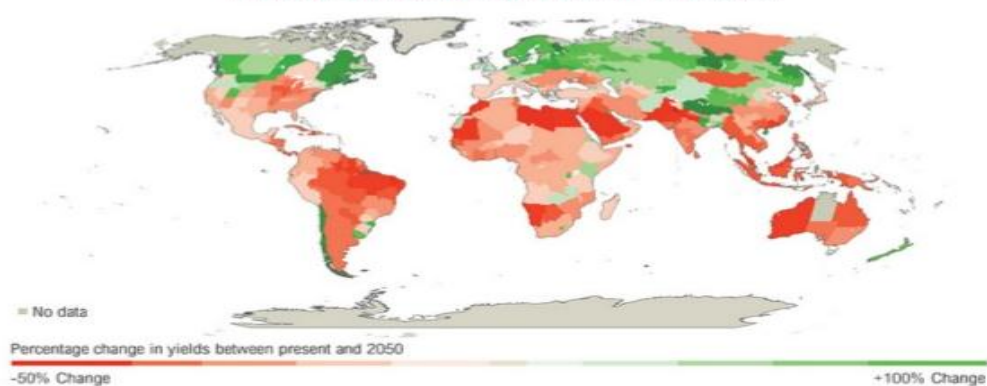 No data
Percentage change in yields between present and 2050
-50% Change
+100% Change